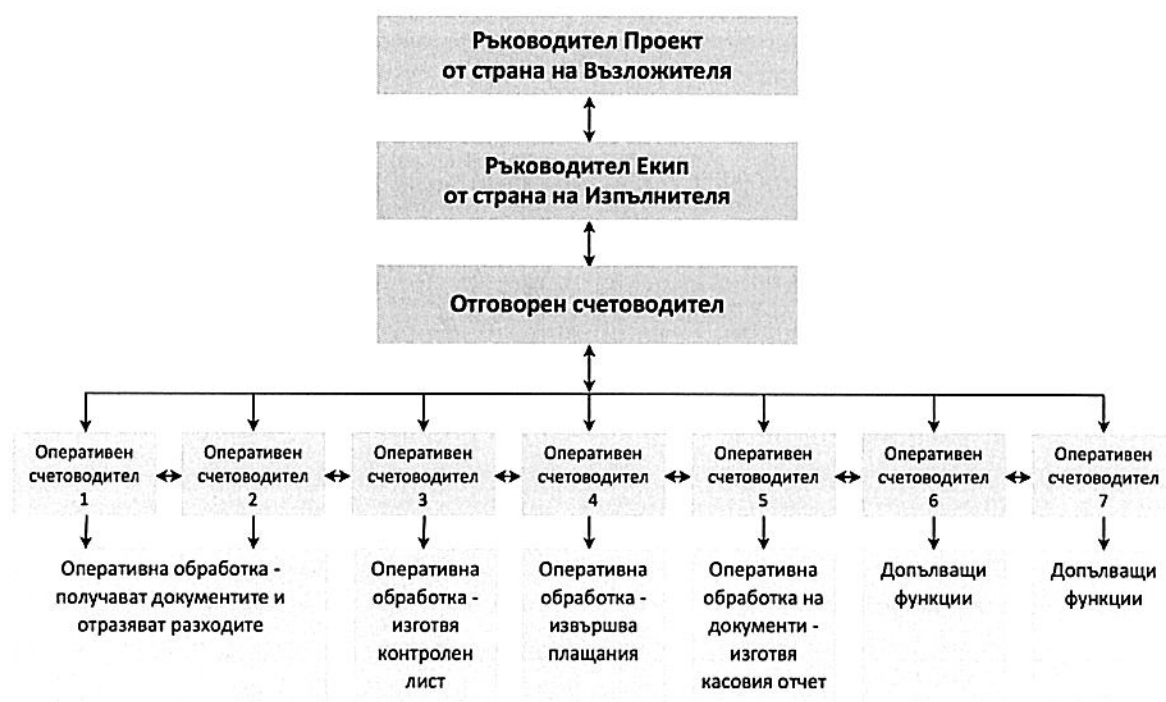 Ръководител Проект
от страна на Възложителя
Ръководител Екип
от страна на Изпълнителя
Отговорен счетоводител
Оперативен
счетоводител
1
Оперативен
счетоводител
2
Оперативен
счетоводител
3
Оперативен
счетоводител
4
Оперативен
счетоводител
5
Оперативен
счетоводител
6
Оперативен
счетоводител
7
Оперативна обработка -
получават документите и
отразяват разходите
Оперативна
обработка -
изготвя
контролен
лист
Оперативна
обработка -
извършва
плащания
Оперативна
обработка на
документи -
изготвя
касовия отчет
Допълващи
функции
Допълващи
функции